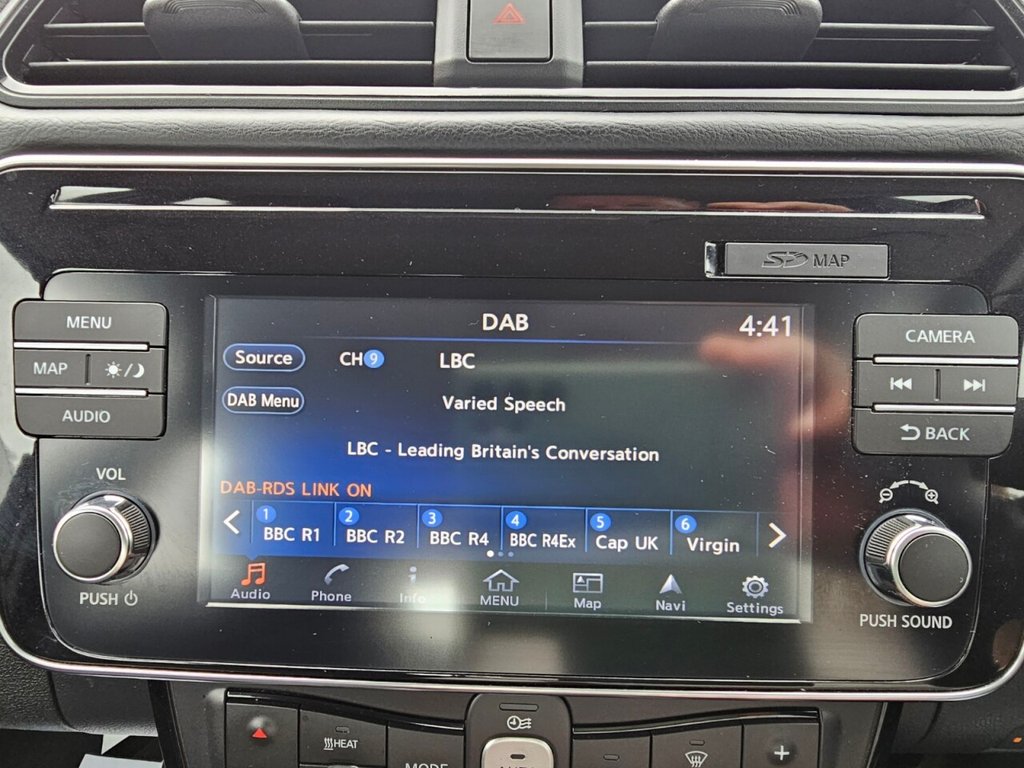 SD MAP
MENU
MAP
AUDIO
VOL
PUSH
DAB
4:41
Source
CH9
LBC
DAB Menu
Varied Speech
LBC - Leading Britain's Conversation
DAB-RDS LINK ON
1 BBC R1
2 BBC R2
3 BBC R4
4 BBC R4Ex
5 Cap UK
6 Virgin
Audio
Phone
Info
MENU
Map
Navi
Settings
CAMERA
BACK
PUSH SOUND
HEAT
MODE
+